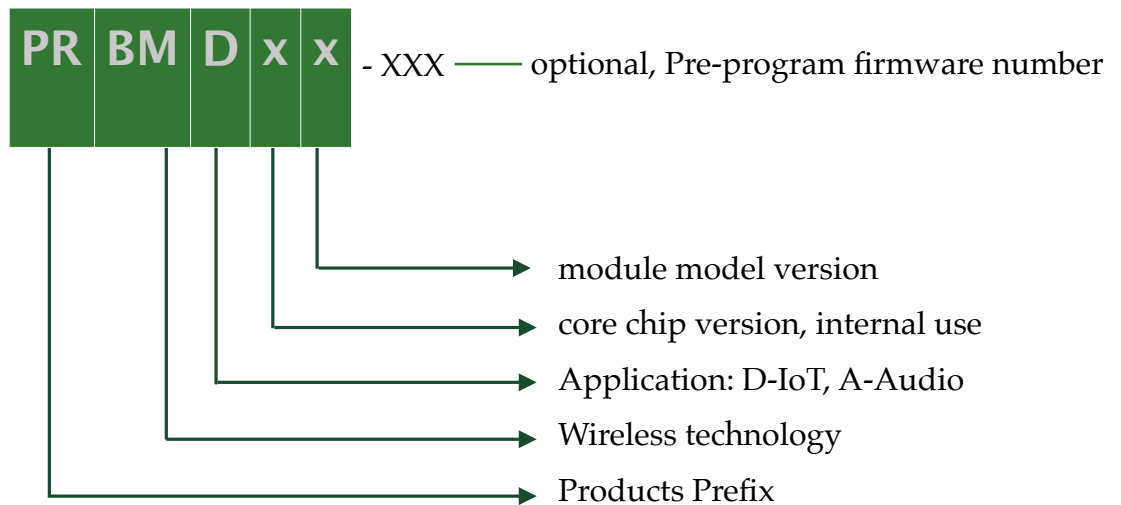 PR BM D x x - XXX optional, Pre-program firmware number
module model version
core chip version, internal use
Application: D-IoT, A-Audio
Wireless technology
Products Prefix